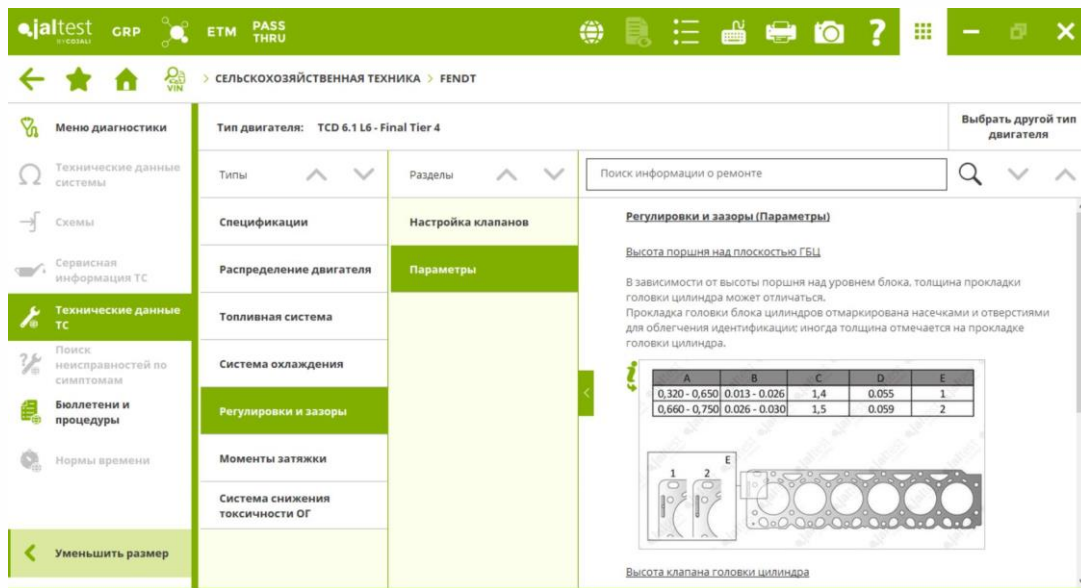 jaltest
BY COJALI
GRP
ETM
PASS
THRU
VIN
> СЕЛЬСКОХОЗЯЙСТВЕННАЯ ТЕХНИКА > FENDT
Меню диагностики
Технические данные
системы
Схемы
Сервисная
информация ТС
Технические данные
ТС
Поиск
неисправностей по
симптомам
Бюллетени и
процедуры
Нормы времени
Уменьшить размер
Тип двигателя: TCD 6.1 L6 - Final Tier 4
Выбрать другой тип
двигателя
Типы
Спецификации
Распределение двигателя
Топливная система
Система охлаждения
Регулировки и зазоры
Моменты затяжки
Система снижения
токсичности ОГ
Разделы
Настройка клапанов
Параметры
Поиск информации о ремонте
Регулировки и зазоры (Параметры)
Высота поршня над плоскостью ГБЦ
В зависимости от высоты поршня над уровнем блока, толщина прокладки
головки цилиндра может отличаться.
Прокладка головки блока цилиндров отмаркирована насечками и отверстиями
для облегчения идентификации; иногда толщина отмечается на прокладке
головки цилиндра.
A B C D E
0,320 - 0,650 0.013 - 0.026 1,4 0.055 1
0,660 - 0,750 0.026 - 0.030 1,5 0.059 2
E
1 2
Высота клапана головки цилиндра